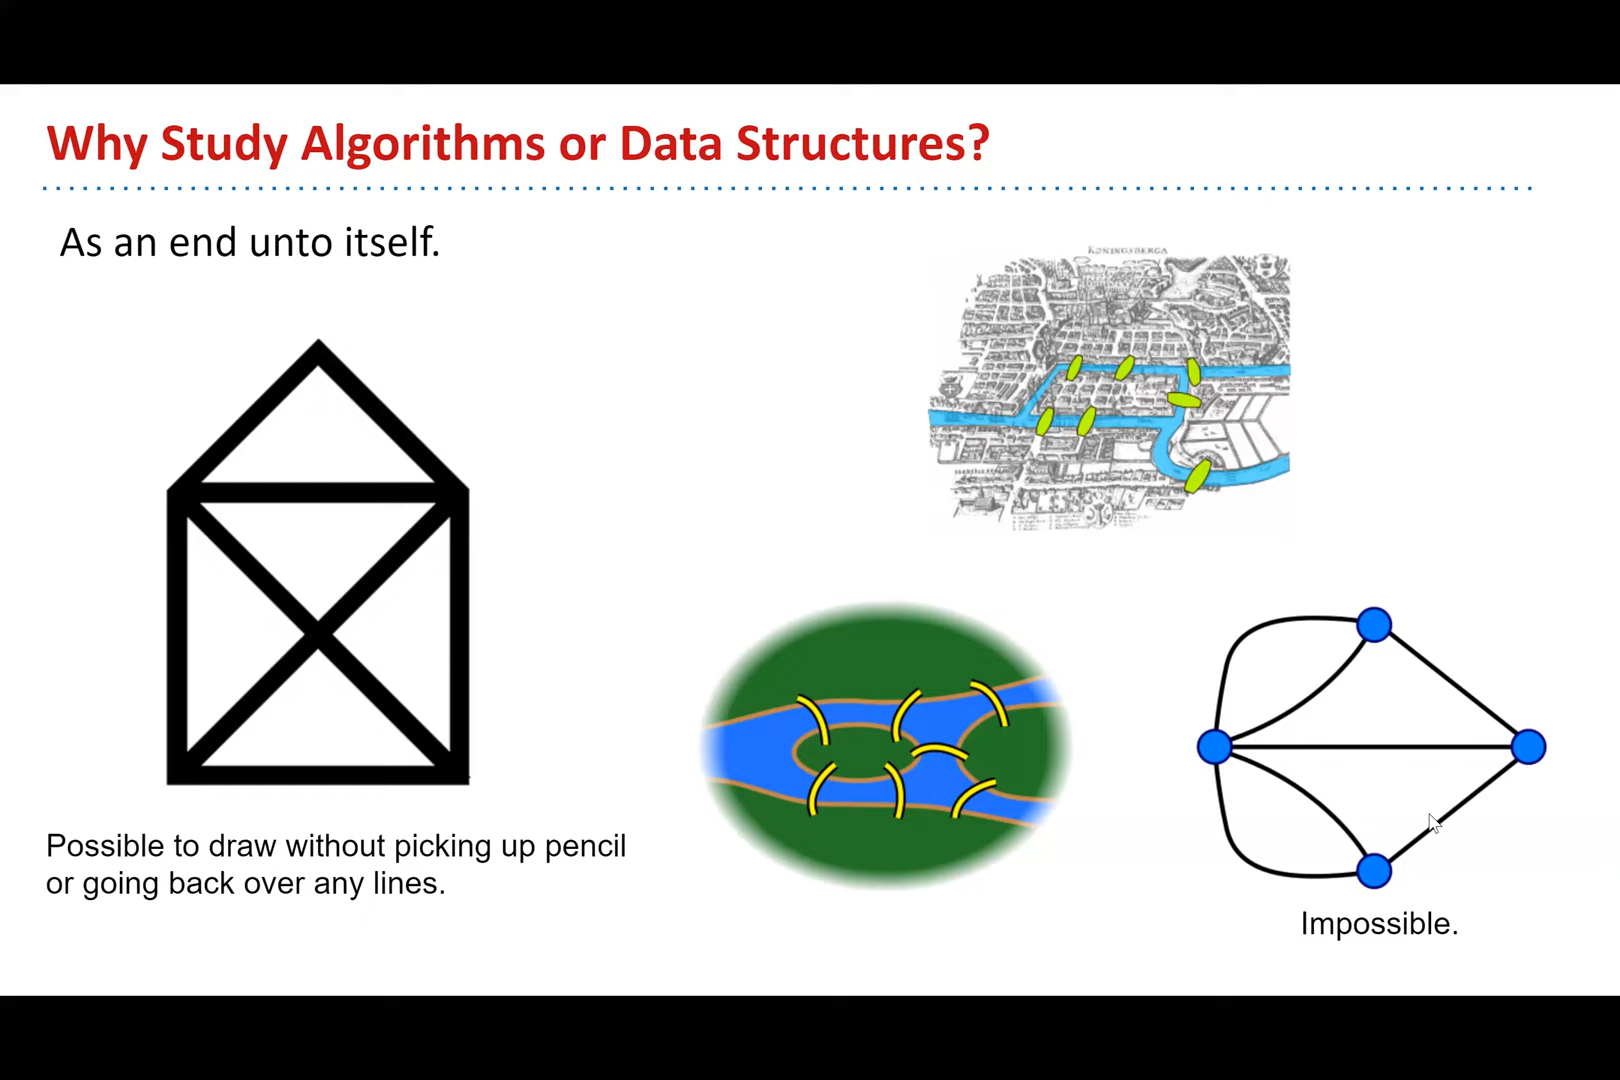 Why Study Algorithms or Data Structures?
As an end unto itself.
KONINGSBERGA
Possible to draw without picking up pencil
or going back over any lines.
Impossible.